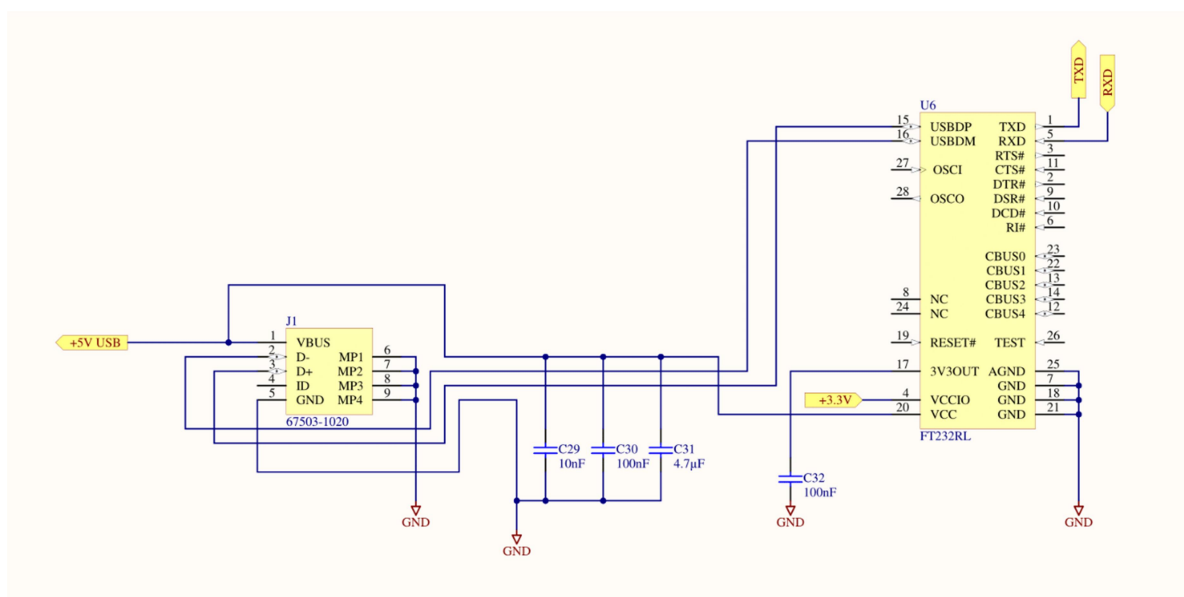 TXD
RXD
U6
15 USBDP TXD 1
16 USBDM RXD 5
RTS# 3
27 OSCI CTS# 11
DTR# 2
28 OSCO DSR# 9
DCD# 10
RI# 6
CBUS0 23
CBUS1 22
CBUS2 13
8 NC CBUS3 14
24 NC CBUS4 12
19 RESET# TEST 26
17 3V3OUT AGND 25
GND 7
+3.3V 4 VCCIO GND 18
20 VCC GND 21
FT232RL
J1
+5V USB 1 VBUS
2 D- MP1 6
3 D+ MP2 7
4 ID MP3 8
5 GND MP4 9
67503-1020
C29
10nF
C30
100nF
C31
4.7µF
C32
100nF
GND
GND
GND
GND